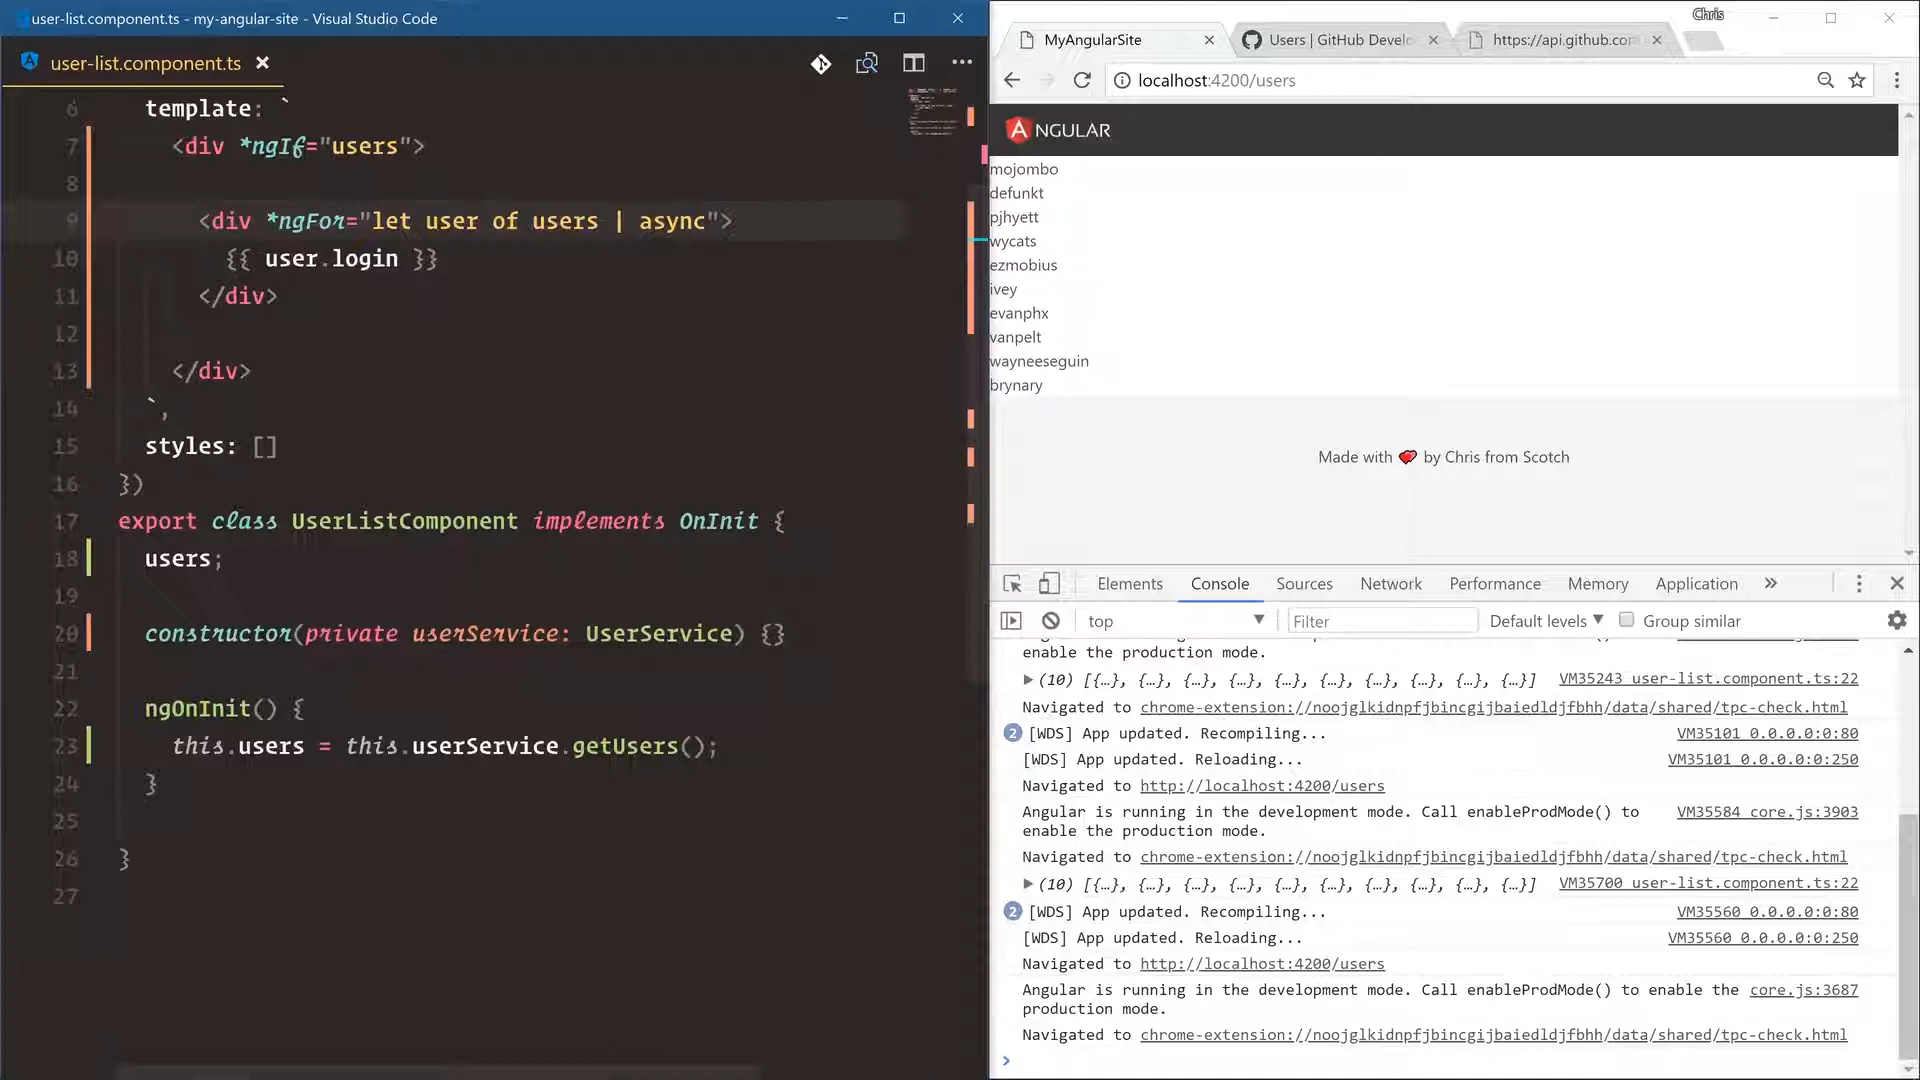 user-list.component.ts - my-angular-site - Visual Studio Code
user-list.component.ts
6 template: `
7 <div *ngIf="users">
8
9 <div *ngFor="let user of users | async">
10 {{ user.login }}
11 </div>
12
13 </div>
14 `,
15 styles: []
16 })
17 export class UserListComponent implements OnInit {
18 users;
19
20 constructor(private userService: UserService) {}
21
22 ngOnInit() {
23 this.users = this.userService.getUsers();
24 }
25
26 }
27
Chris
MyAngularSite
Users | GitHub Develo
https://api.github.com
localhost:4200/users
NGULAR
mojombo
defunkt
pjhyett
wycats
ezmobius
ivey
evanphx
vanpelt
wayneeseguin
brynary
Made with ❤ by Chris from Scotch
Elements Console Sources Network Performance Memory Application »
top Filter Default levels Group similar
enable the production mode.
(10) [{…}, {…}, {…}, {…}, {…}, {…}, {…}, {…}, {…}, {…}] VM35243 user-list.component.ts:22
Navigated to chrome-extension://noojglkidnpfjbincgijbaiedldjfbhh/data/shared/tpc-check.html
2 [WDS] App updated. Recompiling... VM35101 0.0.0.0:0:80
[WDS] App updated. Reloading... VM35101 0.0.0.0:0:250
Navigated to http://localhost:4200/users
Angular is running in the development mode. Call enableProdMode() to VM35584 core.js:3903
enable the production mode.
Navigated to chrome-extension://noojglkidnpfjbincgijbaiedldjfbhh/data/shared/tpc-check.html
(10) [{…}, {…}, {…}, {…}, {…}, {…}, {…}, {…}, {…}, {…}] VM35700 user-list.component.ts:22
2 [WDS] App updated. Recompiling... VM35560 0.0.0.0:0:80
[WDS] App updated. Reloading... VM35560 0.0.0.0:0:250
Navigated to http://localhost:4200/users
Angular is running in the development mode. Call enableProdMode() to enable the core.js:3687
production mode.
Navigated to chrome-extension://noojglkidnpfjbincgijbaiedldjfbhh/data/shared/tpc-check.html
>